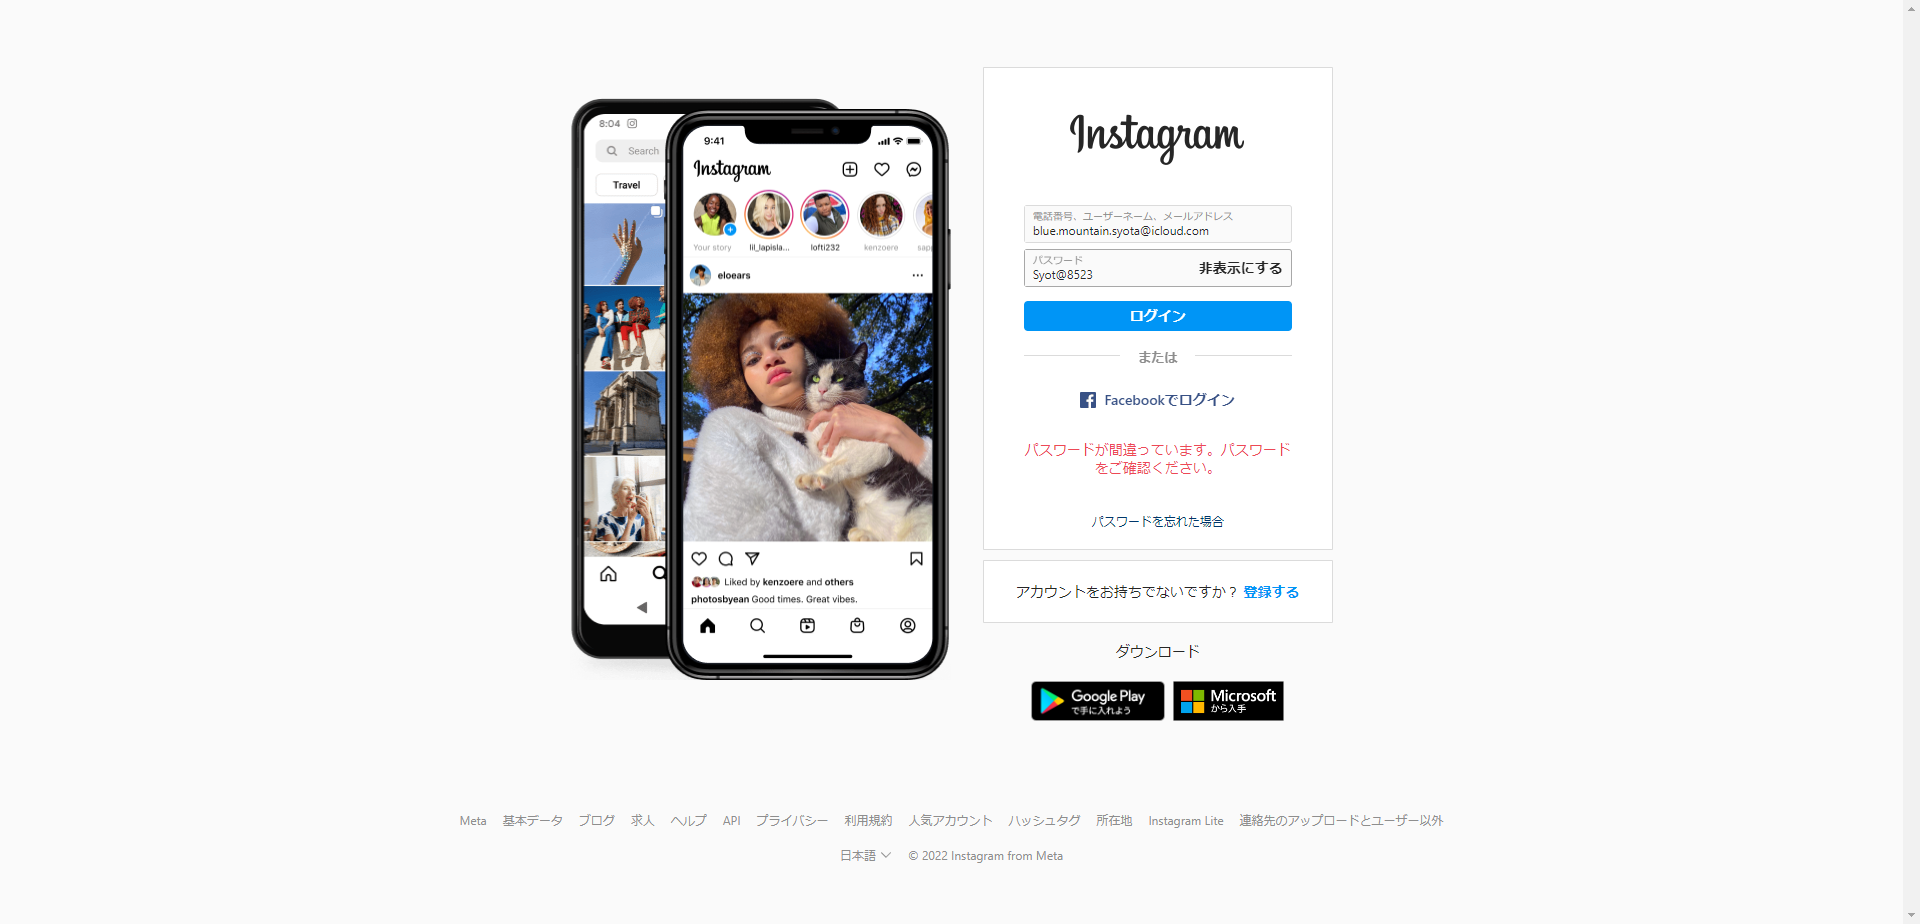 8:04
Search
Travel
9:41
Instagram
Your story
lil_lapisla...
lofti232
kenzoere
sap
eloears
Liked by kenzoere and others
photosbyean Good times. Great vibes.
Instagram
電話番号、ユーザーネーム、メールアドレス
blue.mountain.syota@icloud.com
パスワード
Syot@8523
非表示にする
ログイン
または
Facebookでログイン
パスワードが間違っています。パスワード
をご確認ください。
パスワードを忘れた場合
アカウントをお持ちでないですか? 登録する
ダウンロード
Google Play
で手に入れよう
Microsoft
から入手
Meta 基本データ ブログ 求人 ヘルプ API プライバシー 利用規約 人気アカウント ハッシュタグ 所在地 Instagram Lite 連絡先のアップロードとユーザー以外
日本語 © 2022 Instagram from Meta